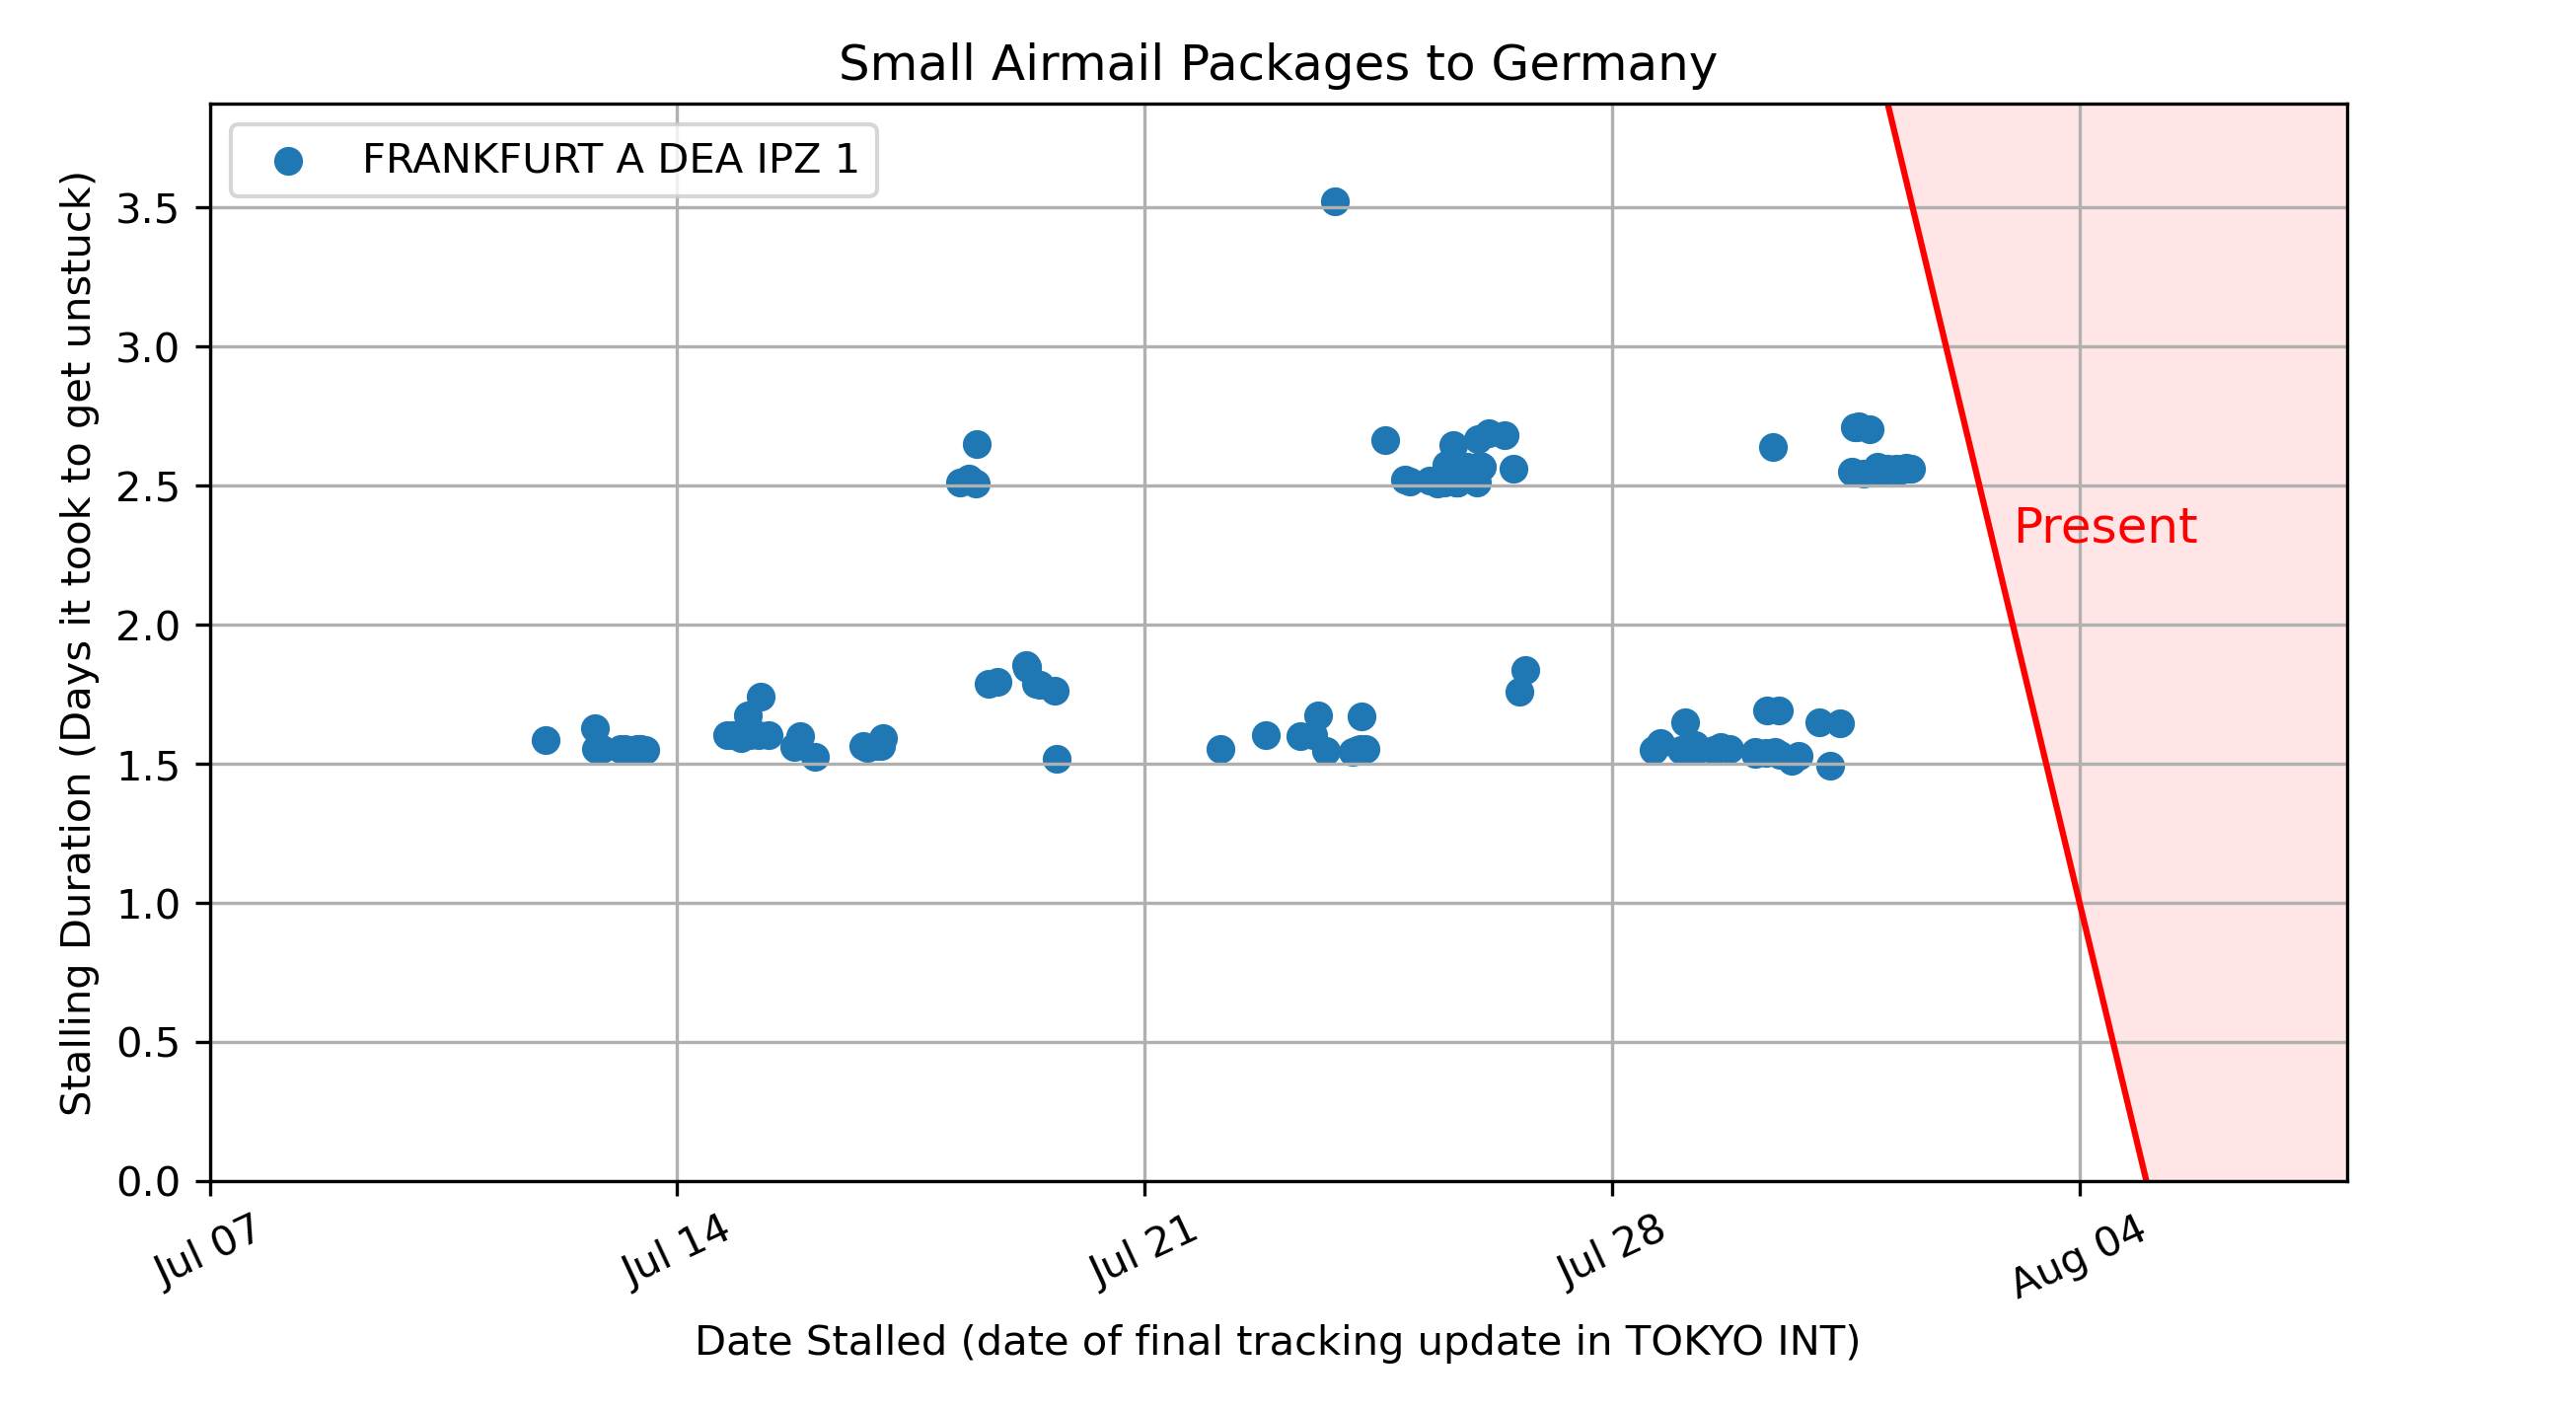 Small Airmail Packages to Germany
FRANKFURT A DEA IPZ 1
Stalling Duration (Days it took to get unstuck)
3.5
3.0
2.5
2.0
1.5
1.0
0.5
0.0
Present
Jul 07
Jul 14
Jul 21
Jul 28
Aug 04
Date Stalled (date of final tracking update in TOKYO INT)